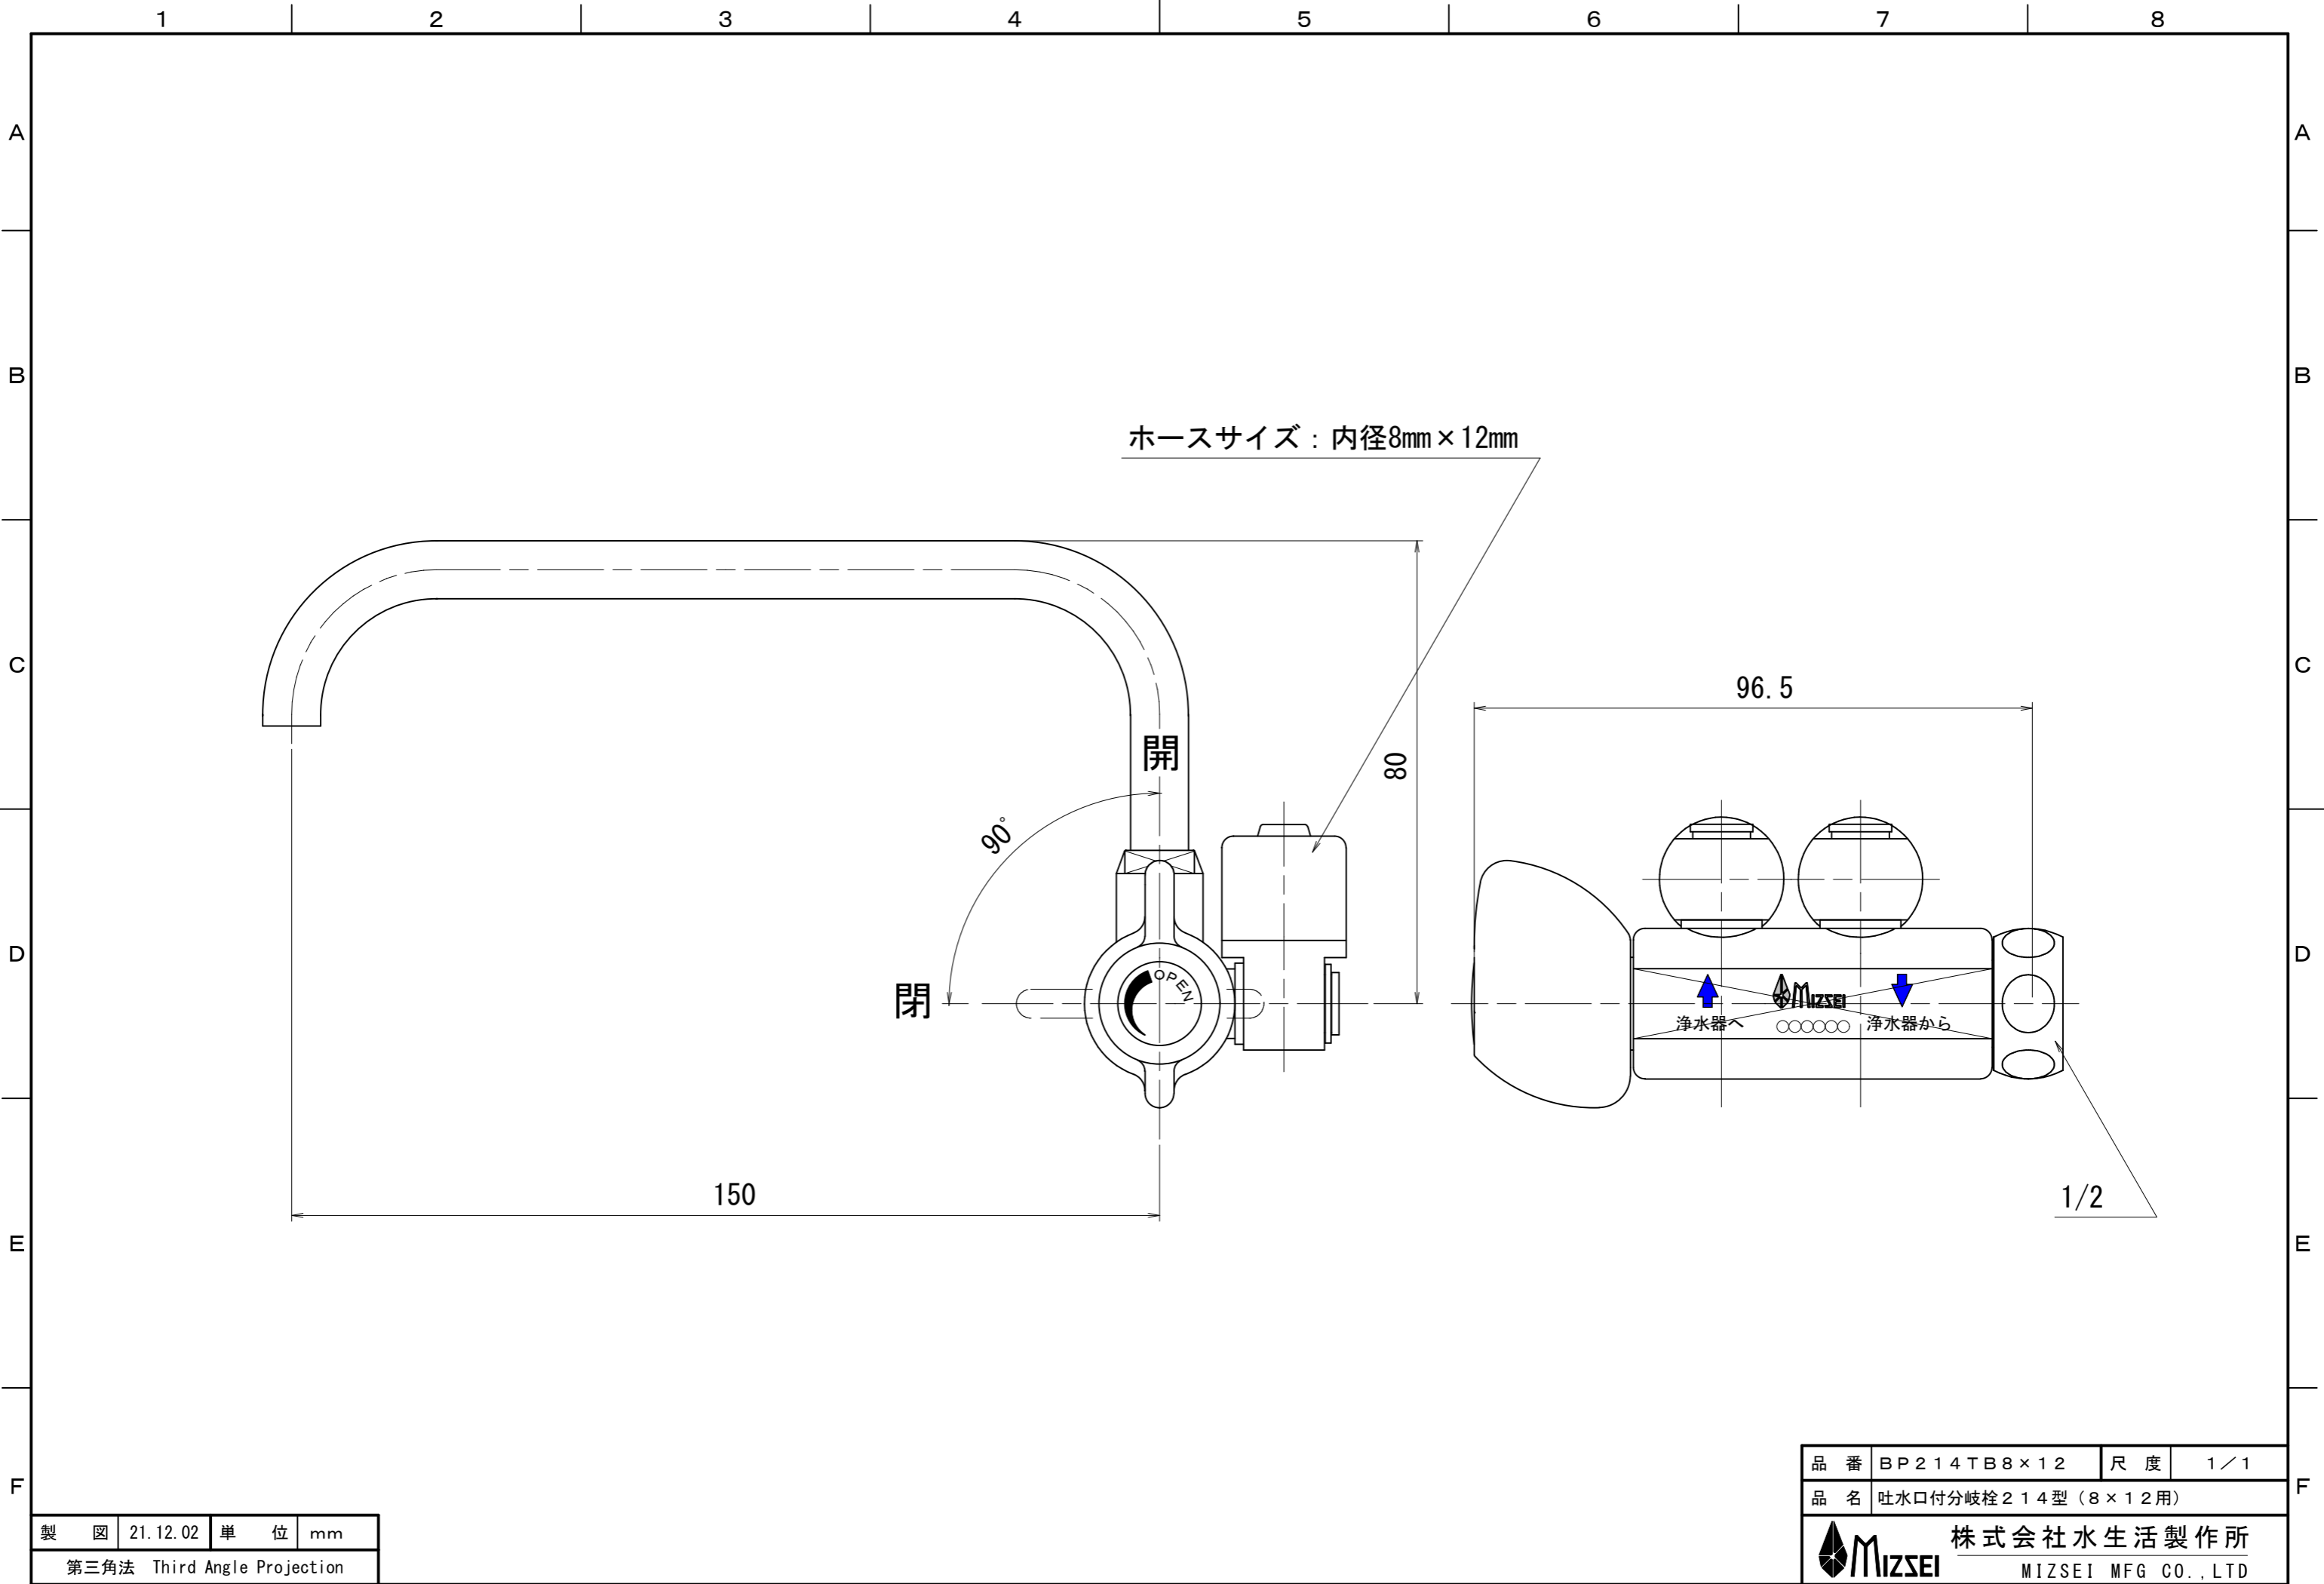 1 2 3 4 5 6 7 8
A A
B B
ホースサイズ：内径8mm×12mm
C C
96.5
80
開
90°
D D
OPEN
閉
MIZSEI
浄水器へ ○○○○○○ 浄水器から
150
1/2
E E
F F
品番 BP214TB8×12 尺度 1／1
品名 吐水口付分岐栓214型（8×12用）
製図 21.12.02 単位 mm
第三角法 Third Angle Projection
MIZSEI 株式会社水生活製作所
MIZSEI MFG CO.,LTD